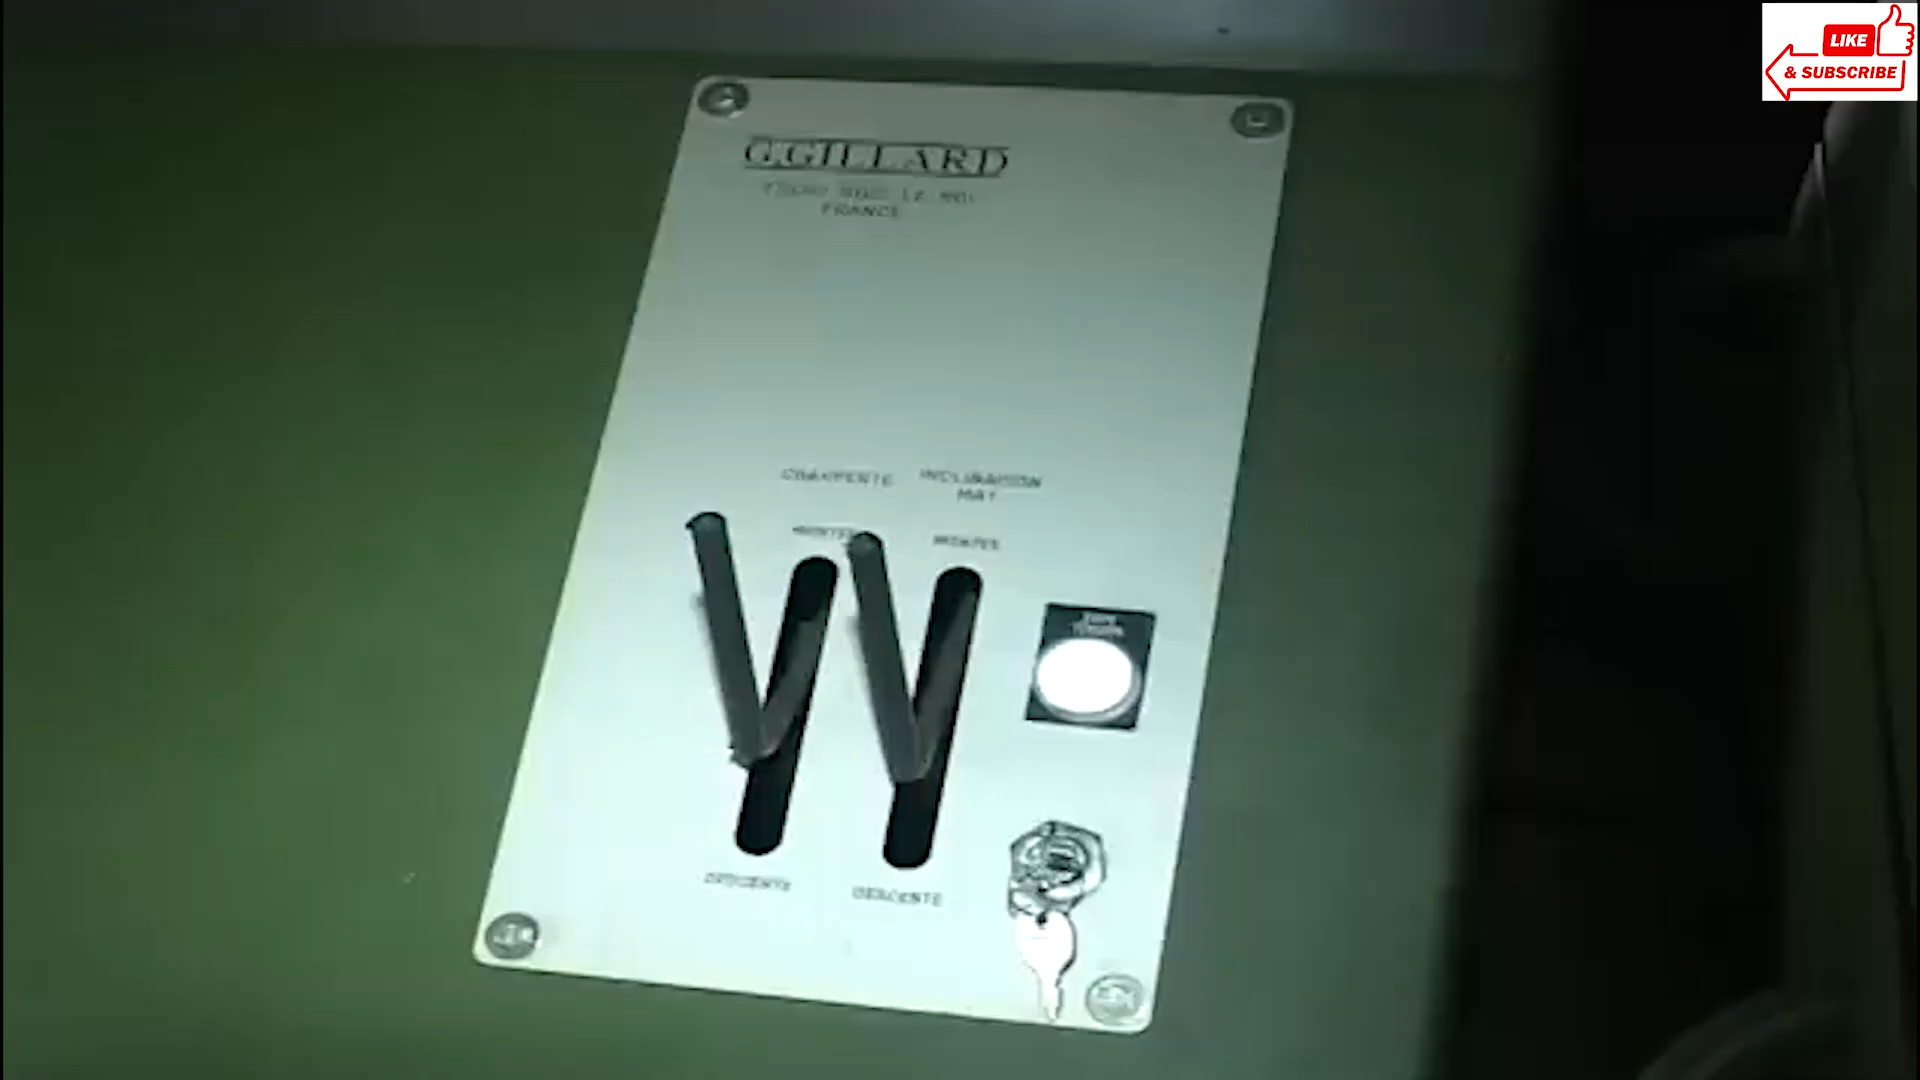 LIKE
& SUBSCRIBE
G.GILLARD
FRANCE
CHARPENTE
INCLINAISON
MAT
MONTEE
MONTEE
DESCENTE
DESCENTE